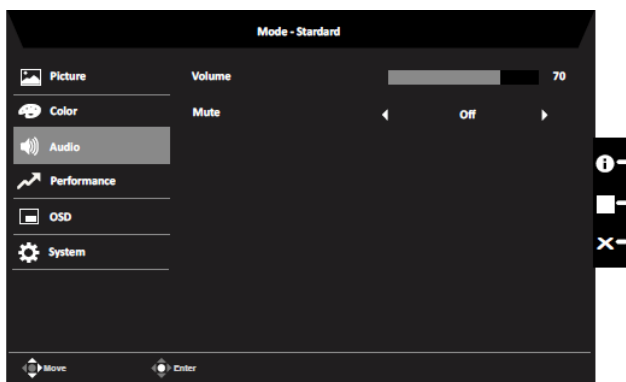 Mode - Standard
Picture
Volume 70
Color
Mute Off
Audio
Performance
OSD
System
Move Enter